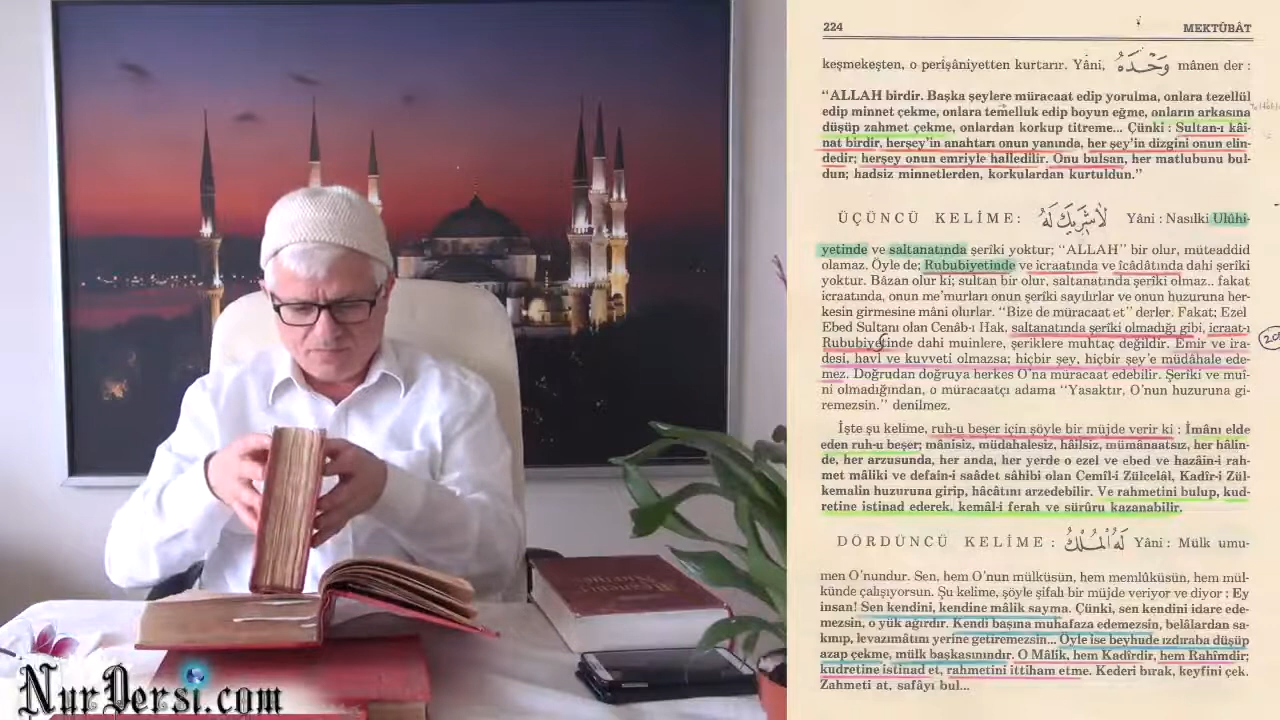 224 MEKTÛBÂT
keşmekeşten, o perişâniyetten kurtarır. Yâni, وَحْدَهُ mânen der :
“ALLAH birdir. Başka şeylere müracaat edip yorulma, onlara tezellül
edip minnet çekme, onlara temelluk edip boyun eğme, onların arkasına
düşüp zahmet çekme, onlardan korkup titreme... Çünki : Sultan-ı kâi-
nat birdir, herşey'in anahtarı onun yanında, her şey'in dizgini onun elin-
dedir; herşey onun emriyle halledilir. Onu bulsan, her matlubunu bul-
dun; hadsiz minnetlerden, korkulardan kurtuldun.”
ÜÇÜNCÜ KELİME: لَاشَرِيكَ لَهُ Yâni : Nasılki Ulûhi-
yetinde ve saltanatında şerîki yoktur; “ALLAH” bir olur, müteaddid
olamaz. Öyle de; Rububiyetinde ve icraatında ve îcâdâtında dahi şerîki
yoktur. Bâzan olur ki; sultan bir olur, saltanatında şerîki olmaz.. fakat
icraatında, onun me'murları onun şerîki sayılırlar ve onun huzuruna her-
kesin girmesine mâni olurlar. “Bize de müracaat et” derler. Fakat: Ezel
Ebed Sultanı olan Cenâb-ı Hak, saltanatında şerîki olmadığı gibi, icraat-ı
Rububiyetinde dahi muinlere, şeriklere muhtaç değildir. Emir ve ira-
desi, havl ve kuvveti olmazsa; hiçbir şey, hiçbir şey'e müdâhale ede-
mez. Doğrudan doğruya herkes O'na müracaat edebilir. Şerîki ve mui-
ni olmadığından, o müracaatçı adama “Yasaktır, O'nun huzuruna gi-
remezsin.” denilmez.
İşte şu kelime, ruh-u beşer için şöyle bir müjde verir ki : İmânı elde
eden ruh-u beşer; mânisiz, müdahalesiz, hâilsiz, mümânaatsız, her hâlin-
de, her arzusunda, her anda, her yerde o ezel ve ebed ve hazâin-i rah-
met mâliki ve defain-i saâdet sâhibi olan Cemîl-i Zülcelâl, Kadîr-i Zül-
kemalin huzuruna girip, hâcâtını arzedebilir. Ve rahmetini bulup, kud-
retine istinad ederek, kemâl-i ferah ve sürûru kazanabilir.
DÖRDÜNCÜ KELİME : لَهُ الْمُلْكُ Yâni : Mülk umu-
men O'nundur. Sen, hem O'nun mülküsün, hem memlûküsün, hem mül-
künde çalışıyorsun. Şu kelime, şöyle şifalı bir müjde veriyor ve diyor : Ey
insan! Sen kendini, kendine mâlik sayma. Çünki, sen kendini idare ede-
mezsin, o yük ağırdır. Kendi başına muhafaza edemezsin, belâlardan sa-
kınıp, levazımâtını yerine getiremezsin... Öyle ise beyhude ızdıraba düşüp
azap çekme, mülk başkasınındır. O Mâlik, hem Kadîrdir, hem Rahîmdir;
kudretine istinad et, rahmetini ittiham etme. Kederi bırak, keyfini çek.
Zahmeti at, safâyı bul...
NurDersi.com